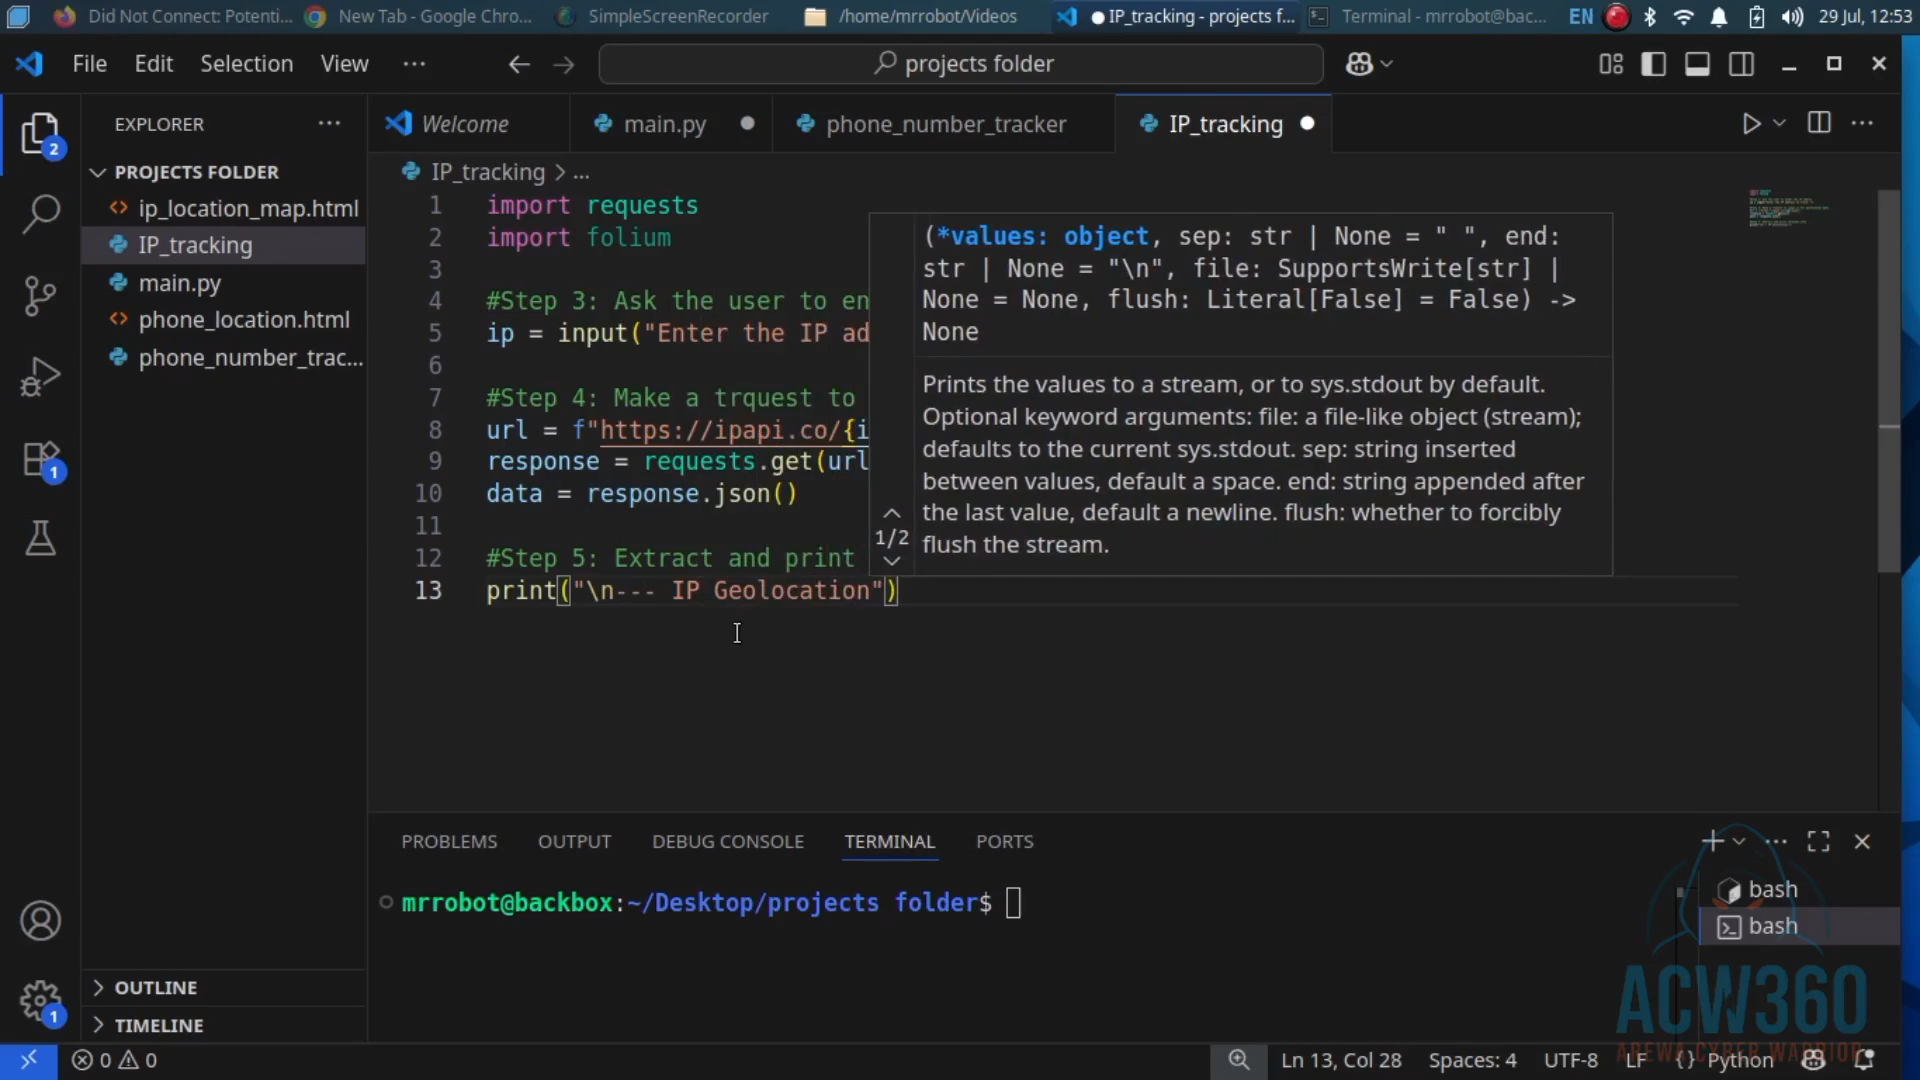 Did Not Connect: Potenti...
New Tab - Google Chro...
SimpleScreenRecorder
/home/mrrobot/Videos
● IP_tracking - projects f...
Terminal - mrrobot@bac...
EN
29 Jul, 12:53
File Edit Selection View ···
projects folder
EXPLORER ···
Welcome
main.py
phone_number_tracker
IP_tracking
2
PROJECTS FOLDER
ip_location_map.html
IP_tracking
main.py
phone_location.html
phone_number_trac...
1
IP_tracking > ...
1 import requests
2 import folium
3
4 #Step 3: Ask the user to en
5 ip = input("Enter the IP ad
6
7 #Step 4: Make a trquest to
8 url = f"https://ipapi.co/{i
9 response = requests.get(url
10 data = response.json()
11
12 #Step 5: Extract and print
13 print("\n--- IP Geolocation")
(*values: object, sep: str | None = " ", end:
str | None = "\n", file: SupportsWrite[str] |
None = None, flush: Literal[False] = False) ->
None
1/2
Prints the values to a stream, or to sys.stdout by default.
Optional keyword arguments: file: a file-like object (stream);
defaults to the current sys.stdout. sep: string inserted
between values, default a space. end: string appended after
the last value, default a newline. flush: whether to forcibly
flush the stream.
PROBLEMS OUTPUT DEBUG CONSOLE TERMINAL PORTS
mrrobot@backbox:~/Desktop/projects folder$
bash
bash
ACW360
AREWA CYBER WARRIOR
OUTLINE
TIMELINE
1
0 0
Ln 13, Col 28
Spaces: 4
UTF-8
LF
{} Python